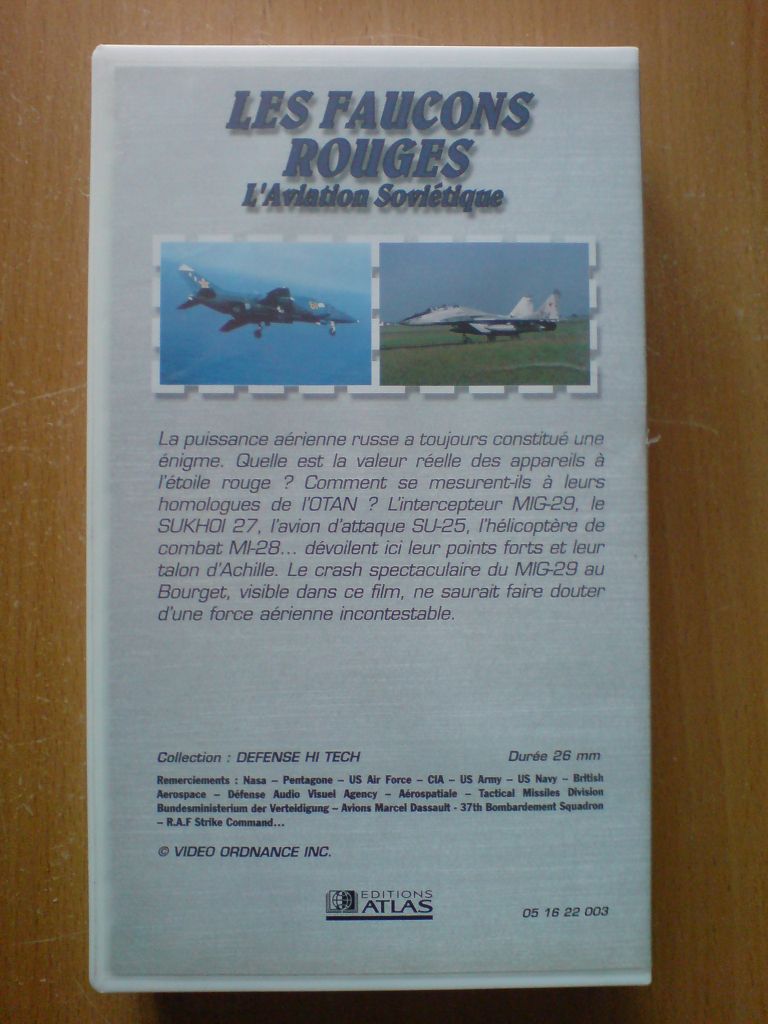 LES FAUCONS
ROUGES
L'Aviation Soviétique
La puissance aérienne russe a toujours constitué une
énigme. Quelle est la valeur réelle des appareils à
l'étoile rouge ? Comment se mesurent-ils à leurs
homologues de l'OTAN ? L'intercepteur MIG-29, le
SUKHOI 27, l'avion d'attaque SU-25, l'hélicoptère de
combat MI-28... dévoilent ici leur points forts et leur
talon d'Achille. Le crash spectaculaire du MIG-29 au
Bourget, visible dans ce film, ne saurait faire douter
d'une force aérienne incontestable.
Collection : DEFENSE HI TECH Durée 26 mm
Remerciements : Nasa – Pentagone – US Air Force – CIA – US Army – US Navy – British
Aerospace – Défense Audio Visuel Agency – Aérospatiale – Tactical Missiles Division
Bundesministerium der Verteidigung – Avions Marcel Dassault - 37th Bombardement Squadron
– R.A.F Strike Command...
© VIDEO ORDNANCE INC.
EDITIONS
ATLAS
05 16 22 003